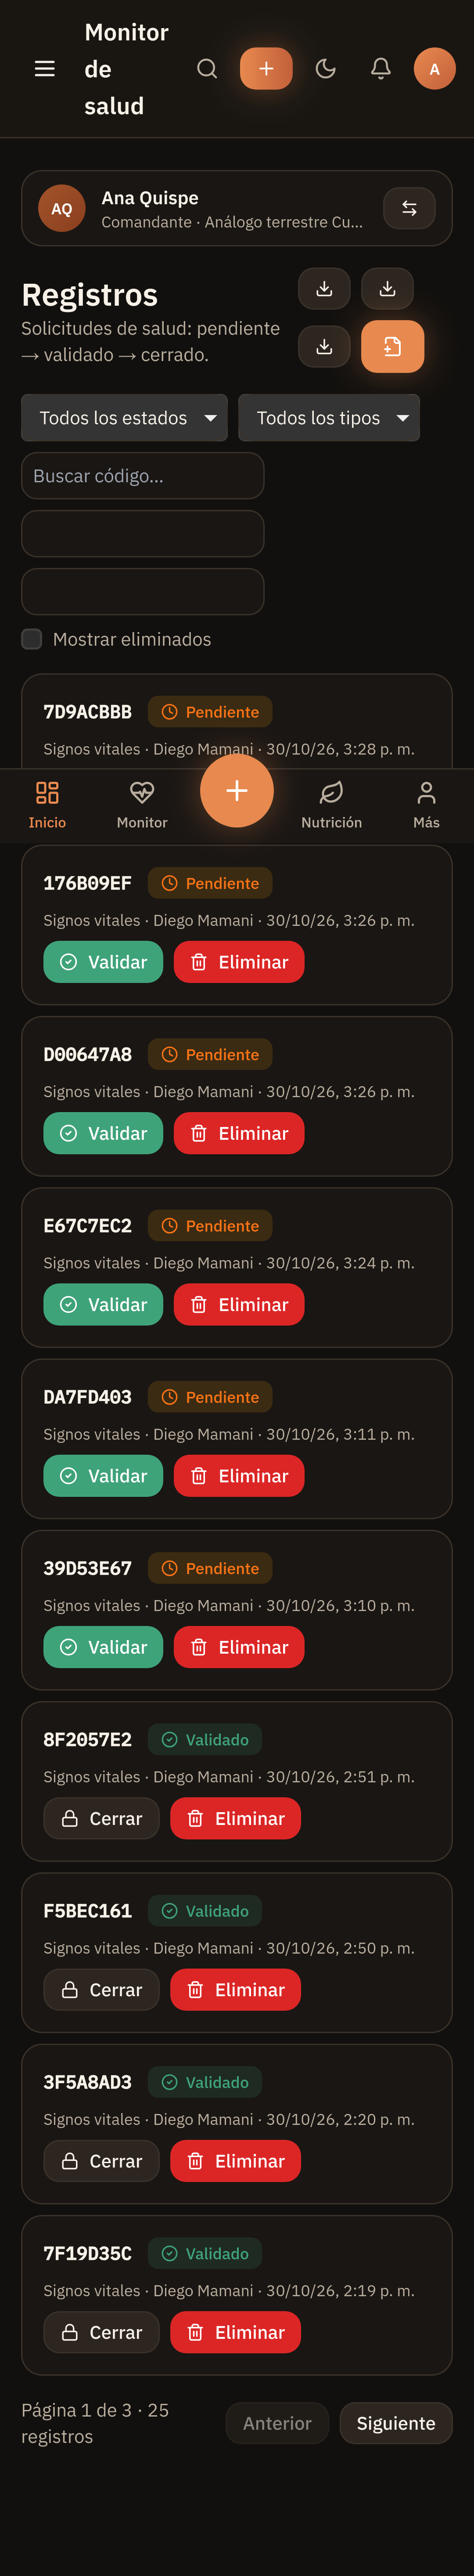 Monitor
de
salud
A
AQ
Ana Quispe
Comandante · Análogo terrestre Cu...
Registros
Solicitudes de salud: pendiente
→ validado → cerrado.
Todos los estados
Todos los tipos
Buscar código...
Mostrar eliminados
7D9ACBBB Pendiente
Signos vitales · Diego Mamani · 30/10/26, 3:28 p. m.
Inicio Monitor Nutrición Más
176B09EF Pendiente
Signos vitales · Diego Mamani · 30/10/26, 3:26 p. m.
Validar Eliminar
D00647A8 Pendiente
Signos vitales · Diego Mamani · 30/10/26, 3:26 p. m.
Validar Eliminar
E67C7EC2 Pendiente
Signos vitales · Diego Mamani · 30/10/26, 3:24 p. m.
Validar Eliminar
DA7FD403 Pendiente
Signos vitales · Diego Mamani · 30/10/26, 3:11 p. m.
Validar Eliminar
39D53E67 Pendiente
Signos vitales · Diego Mamani · 30/10/26, 3:10 p. m.
Validar Eliminar
8F2057E2 Validado
Signos vitales · Diego Mamani · 30/10/26, 2:51 p. m.
Cerrar Eliminar
F5BEC161 Validado
Signos vitales · Diego Mamani · 30/10/26, 2:50 p. m.
Cerrar Eliminar
3F5A8AD3 Validado
Signos vitales · Diego Mamani · 30/10/26, 2:20 p. m.
Cerrar Eliminar
7F19D35C Validado
Signos vitales · Diego Mamani · 30/10/26, 2:19 p. m.
Cerrar Eliminar
Página 1 de 3 · 25
registros
Anterior Siguiente